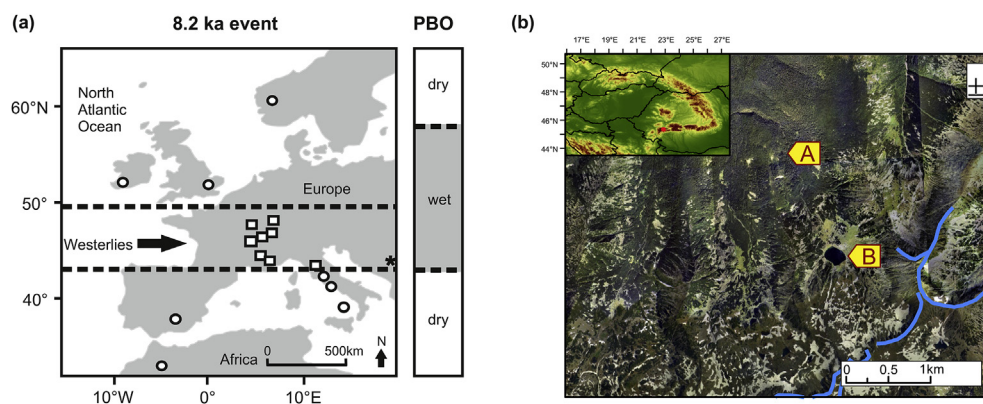 (a)
8.2 ka event
PBO
60°N
50°N
40°N
10°W
0°
10°E
North
Atlantic
Ocean
Europe
Westerlies
Africa
0
500km
N
*
dry
wet
dry
(b)
17°E 19°E 21°E 23°E 25°E 27°E
50°N
48°N
46°N
44°N
A
B
0 0.5 1km